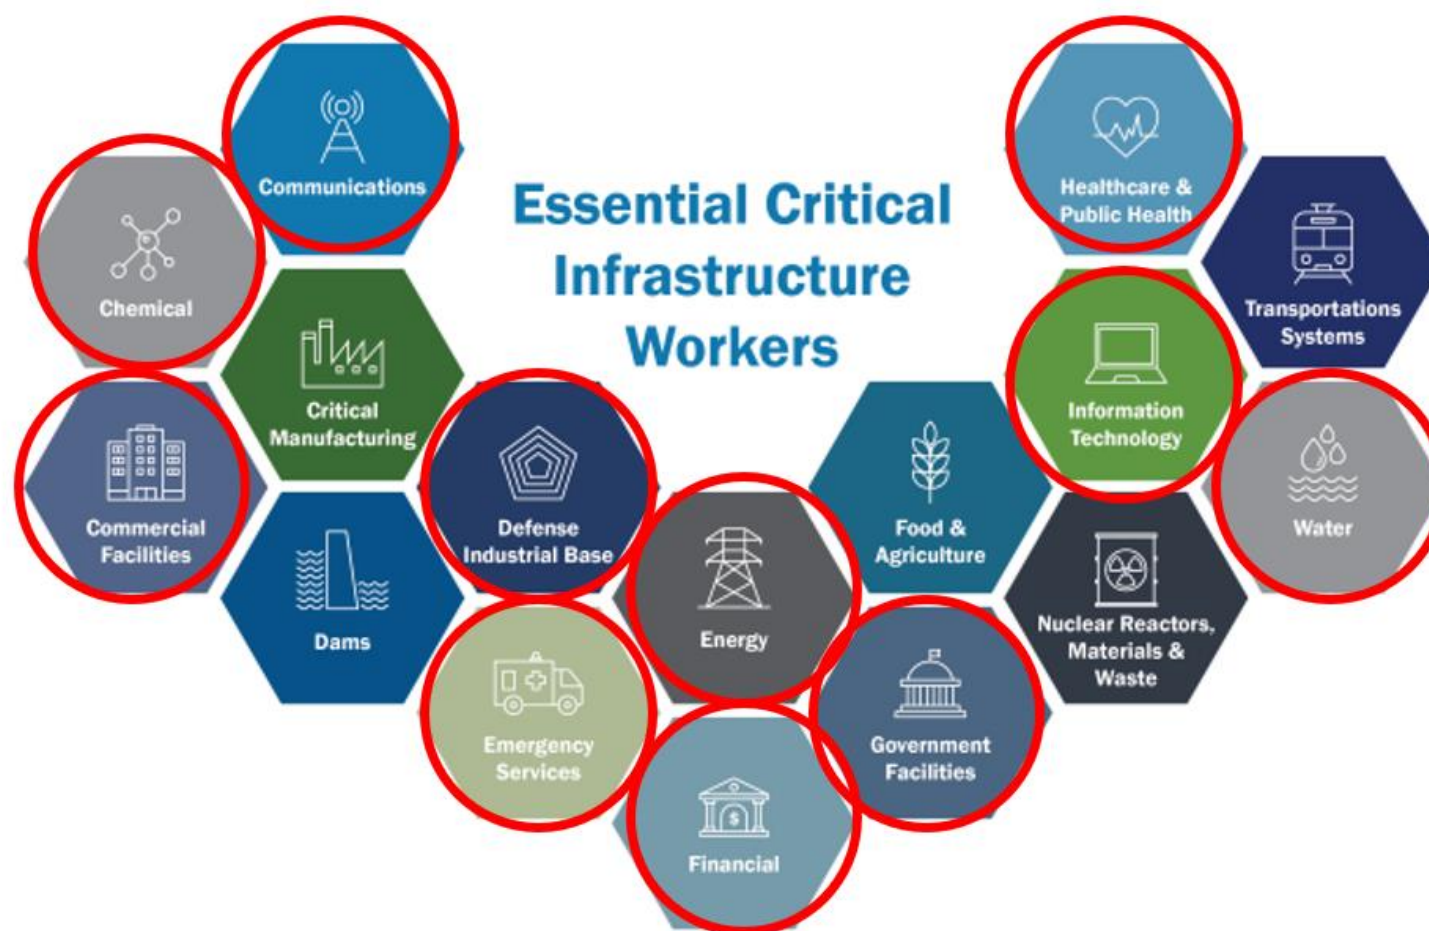 Essential Critical
Infrastructure
Workers
Communications
Chemical
Critical
Manufacturing
Commercial
Facilities
Dams
Defense
Industrial Base
Emergency
Services
Energy
Financial
Food &
Agriculture
Government
Facilities
Healthcare &
Public Health
Information
Technology
Nuclear Reactors,
Materials &
Waste
Transportations
Systems
Water
$